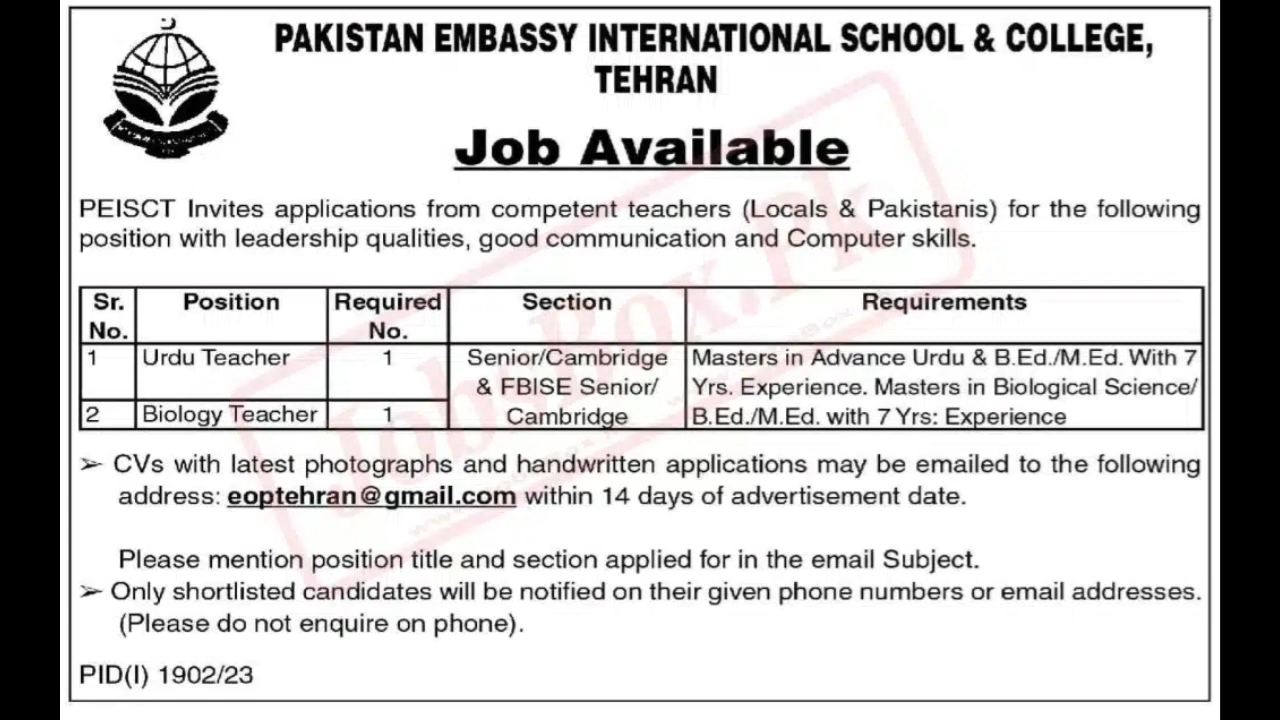 PAKISTAN EMBASSY INTERNATIONAL SCHOOL & COLLEGE,
TEHRAN
Job Available
PEISCT Invites applications from competent teachers (Locals & Pakistanis) for the following
position with leadership qualities, good communication and Computer skills.
Sr. No.
Position
Required No.
Section
Requirements
1
Urdu Teacher
1
Senior/Cambridge
& FBISE Senior/
Cambridge
Masters in Advance Urdu & B.Ed./M.Ed. With 7
Yrs. Experience. Masters in Biological Science/
B.Ed./M.Ed. with 7 Yrs: Experience
2
Biology Teacher
1
➢ CVs with latest photographs and handwritten applications may be emailed to the following
address: eoptehran@gmail.com within 14 days of advertisement date.
Please mention position title and section applied for in the email Subject.
➢ Only shortlisted candidates will be notified on their given phone numbers or email addresses.
(Please do not enquire on phone).
PID(I) 1902/23
JobsBox.Pk